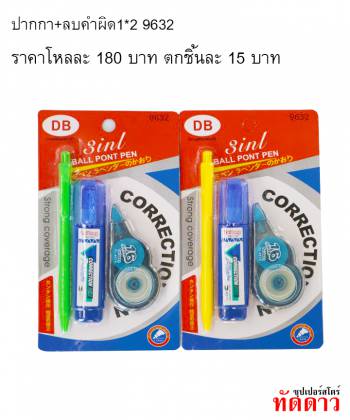 ปากกา+ลบคำผิด1*2 9632
ราคาโหลละ 180 บาท ตกชิ้นละ 15 บาท
DB
9632
3in1
BALL PONT PEN
Strong coverage
CORRECTIO
DB
9632
3in1
BALL PONT PEN
Strong coverage
CORRECTIO
ซุปเปอร์สโตร์
ทัดดาว